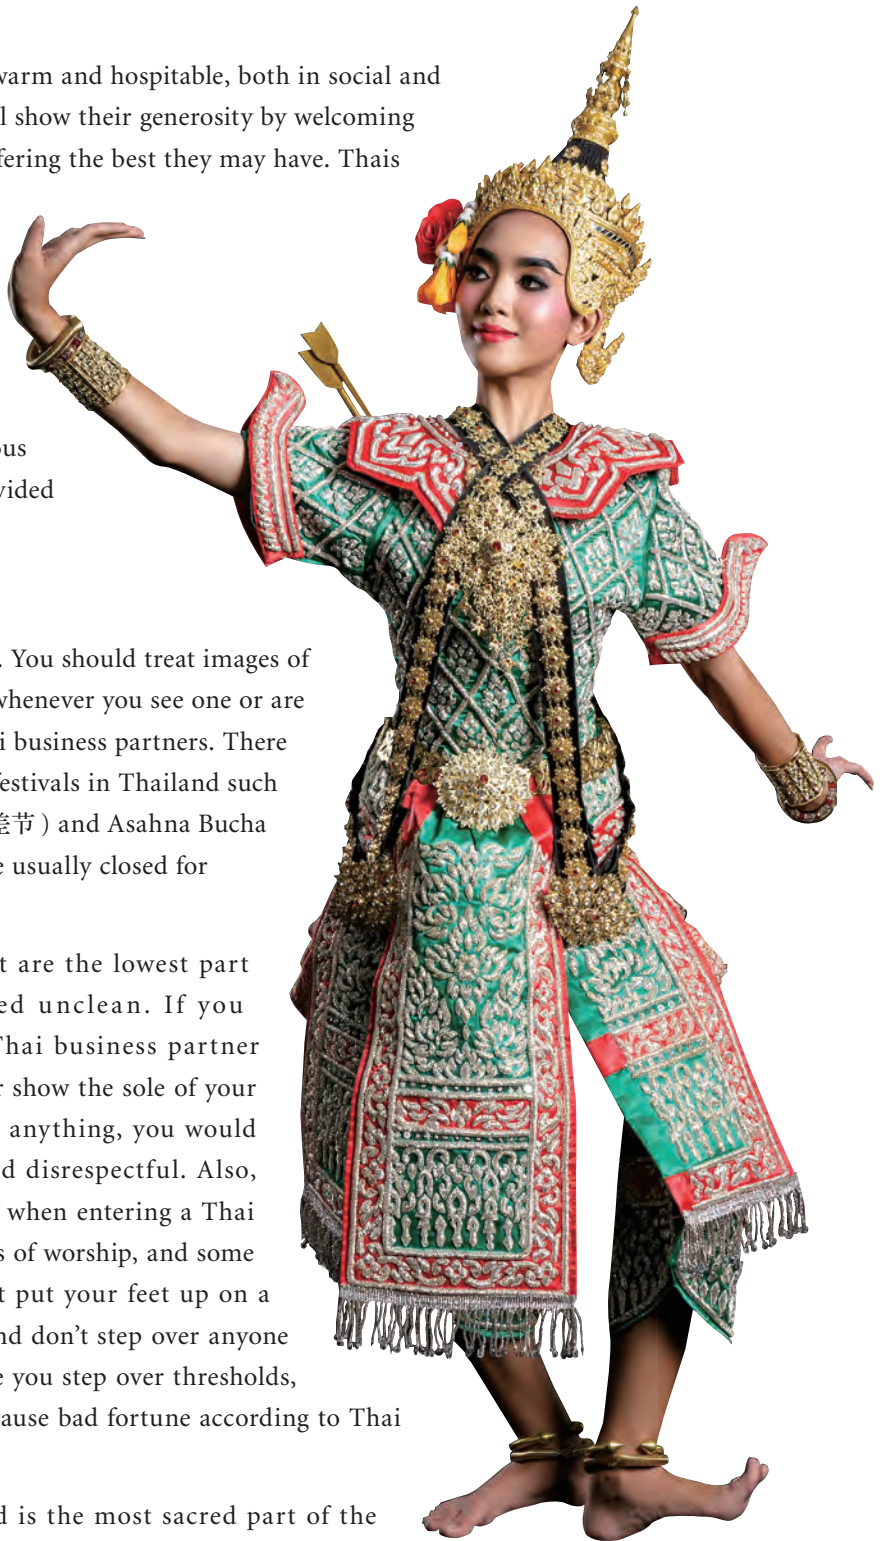 warm and hospitable, both in social and
show their generosity by welcoming
fering the best they may have. Thais
ous
vided
. You should treat images of
whenever you see one or are
i business partners. There
festivals in Thailand such
差节 ) and Asahna Bucha
e usually closed for
t are the lowest part
ed unclean. If you
Thai business partner
r show the sole of your
anything, you would
d disrespectful. Also,
when entering a Thai
s of worship, and some
t put your feet up on a
nd don’t step over anyone
e you step over thresholds,
ause bad fortune according to Thai
d is the most sacred part of the